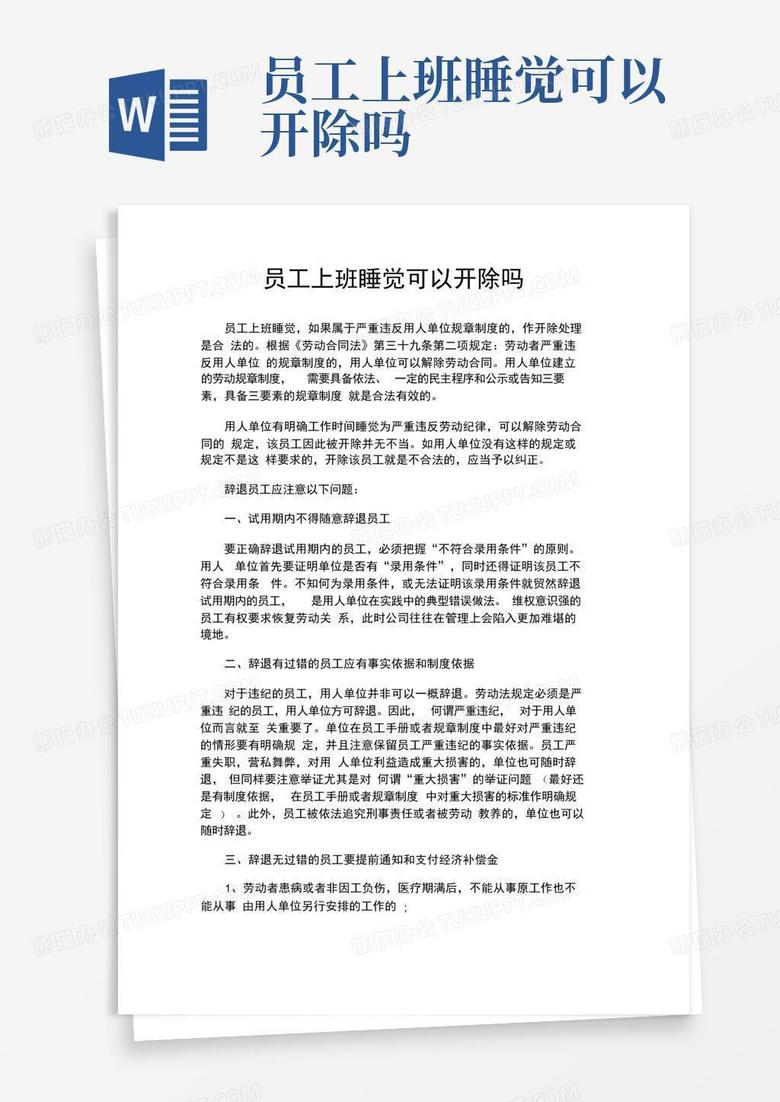 W
员工上班睡觉可以
开除吗
员工上班睡觉可以开除吗
员工上班睡觉，如果属于严重违反用人单位规章制度的，作开除处理
是合 法的。根据《劳动合同法》第三十九条第二项规定：劳动者严重违
反用人单位 的规章制度的，用人单位可以解除劳动合同。用人单位建立
的劳动规章制度， 需要具备依法、 一定的民主程序和公示或告知三要
素，具备三要素的规章制度 就是合法有效的。
用人单位有明确工作时间睡觉为严重违反劳动纪律，可以解除劳动合
同的 规定，该员工因此被开除并无不当。如用人单位没有这样的规定或
规定不是这 样要求的，开除该员工就是不合法的，应当予以纠正。
辞退员工应注意以下问题：
一、试用期内不得随意辞退员工
要正确辞退试用期内的员工，必须把握“不符合录用条件”的原则。
用人 单位首先要证明单位是否有“录用条件”，同时还得证明该员工不
符合录用条 件。不知何为录用条件，或无法证明该录用条件就贸然辞退
试用期内的员工， 是用人单位在实践中的典型错误做法。 维权意识强的
员工有权要求恢复劳动关 系，此时公司往往在管理上会陷入更加难堪的
境地。
二、辞退有过错的员工应有事实依据和制度依据
对于违纪的员工，用人单位并非可以一概辞退。劳动法规定必须是严
重违 纪的员工，用人单位方可辞退。因此， 何谓严重违纪， 对于用人单
位而言就至 关重要了。单位在员工手册或者规章制度中最好对严重违纪
的情形要有明确规 定，并且注意保留员工严重违纪的事实依据。员工严
重失职，营私舞弊，对用 人单位利益造成重大损害的，单位也可随时辞
退， 但同样要注意举证尤其是对 何谓“重大损害”的举证问题 （最好还
是有制度依据， 在员工手册或者规章制度 中对重大损害的标准作明确规
定 ） 。此外，员工被依法追究刑事责任或者被劳动 教养的，单位也可以
随时辞退。
三、辞退无过错的员工要提前通知和支付经济补偿金
1、劳动者患病或者非因工负伤，医疗期满后，不能从事原工作也不
能从事 由用人单位另行安排的工作的 ；